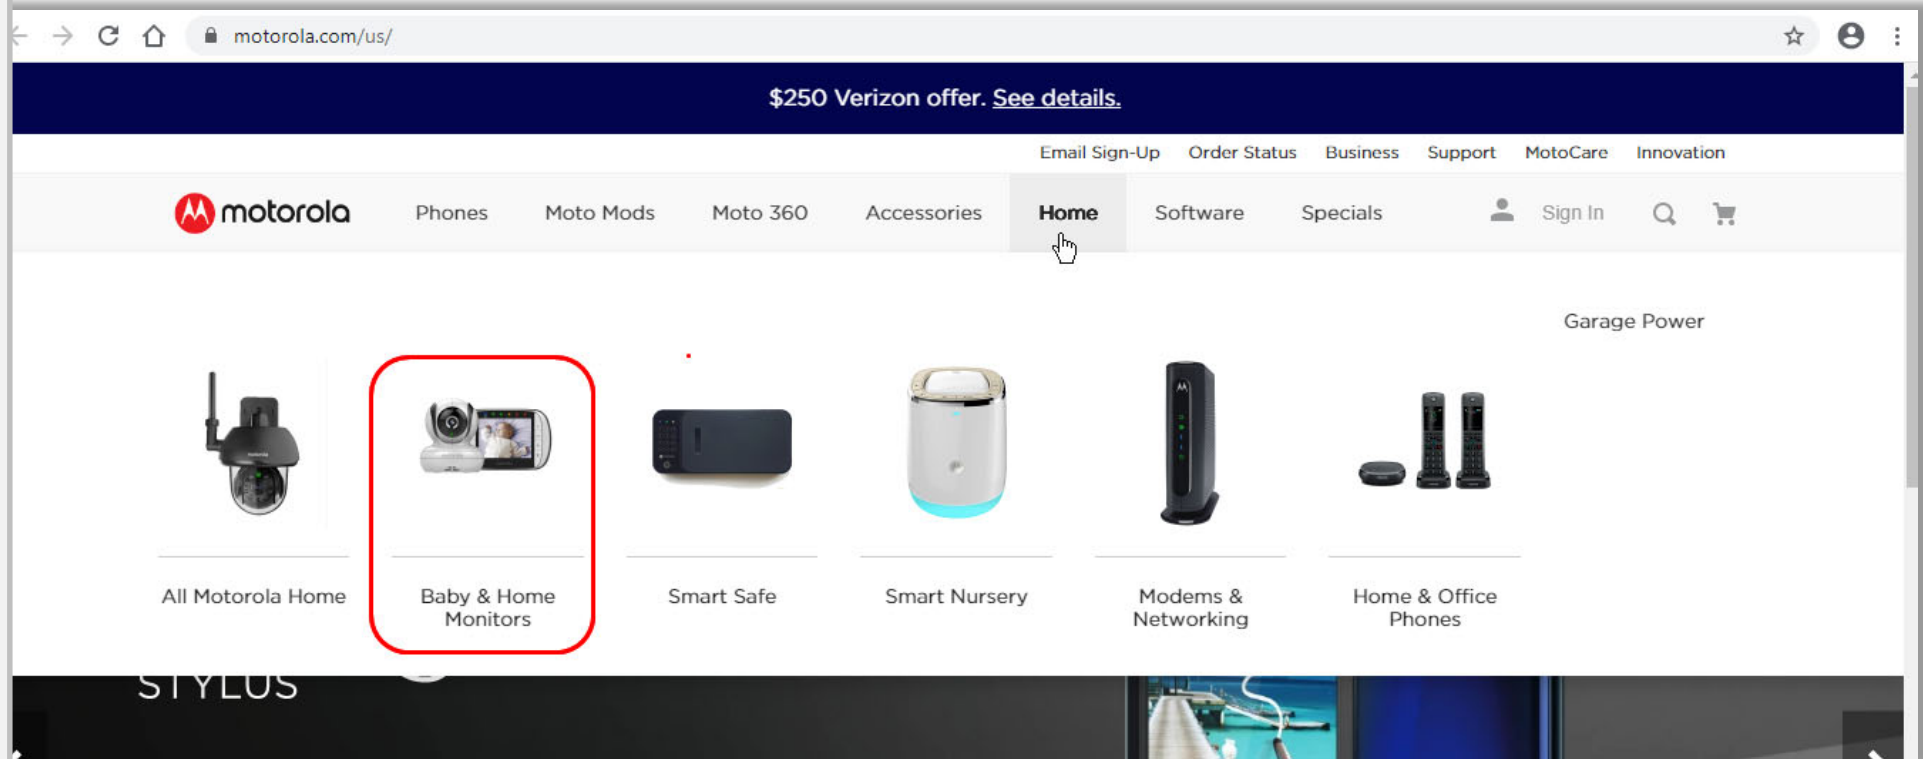 motorola.com/us/
$250 Verizon offer. See details.
Email Sign-Up Order Status Business Support MotoCare Innovation
motorola Phones Moto Mods Moto 360 Accessories Home Software Specials Sign In
Garage Power
All Motorola Home
Baby & Home
Monitors
Smart Safe
Smart Nursery
Modems &
Networking
Home & Office
Phones
STYLUS